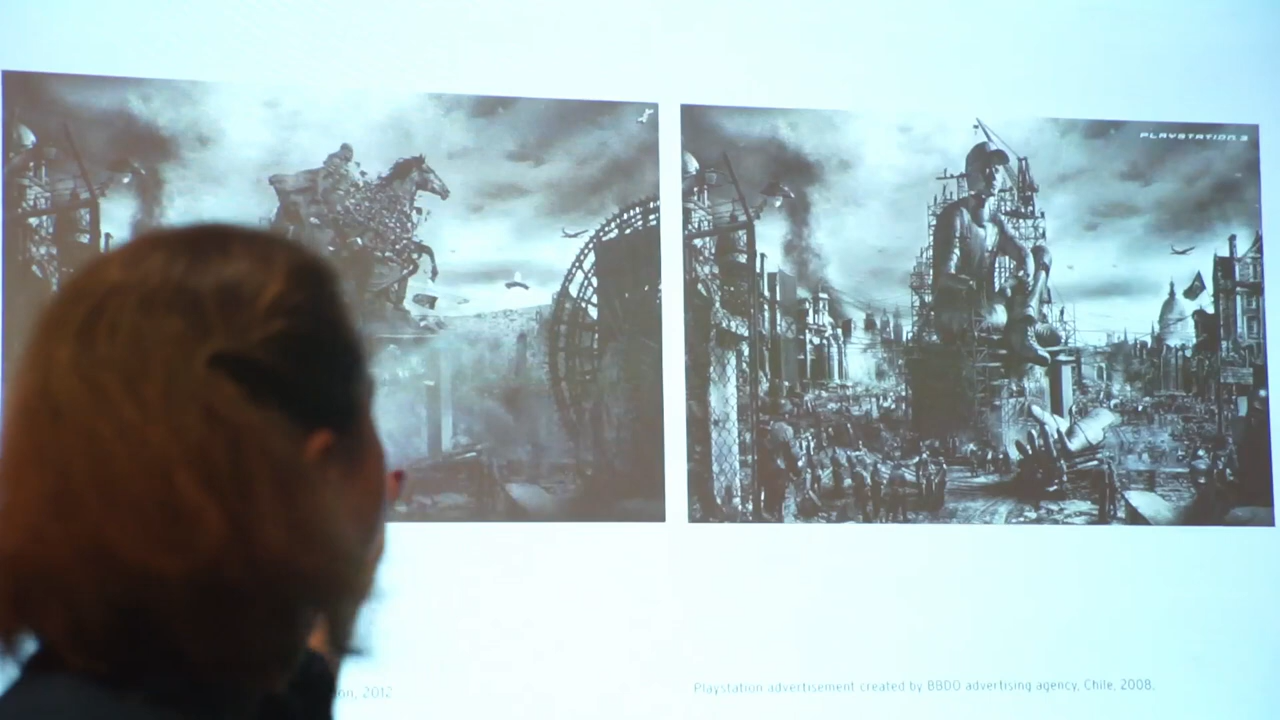 PLAYSTATION 3
on, 2012
Playstation advertisement created by BBDO advertising agency, Chile, 2008.